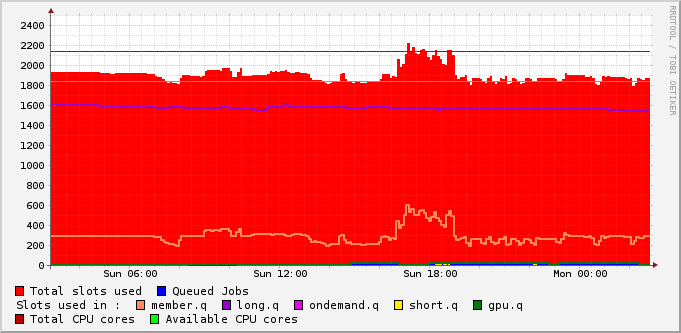 RRDTOOL / TOBI OETIKER
2400
2200
2000
1800
1600
1400
1200
1000
800
600
400
200
0
Sun 06:00 Sun 12:00 Sun 18:00 Mon 00:00
Total slots used Queued Jobs
Slots used in : member.q long.q ondemand.q short.q gpu.q
Total CPU cores Available CPU cores